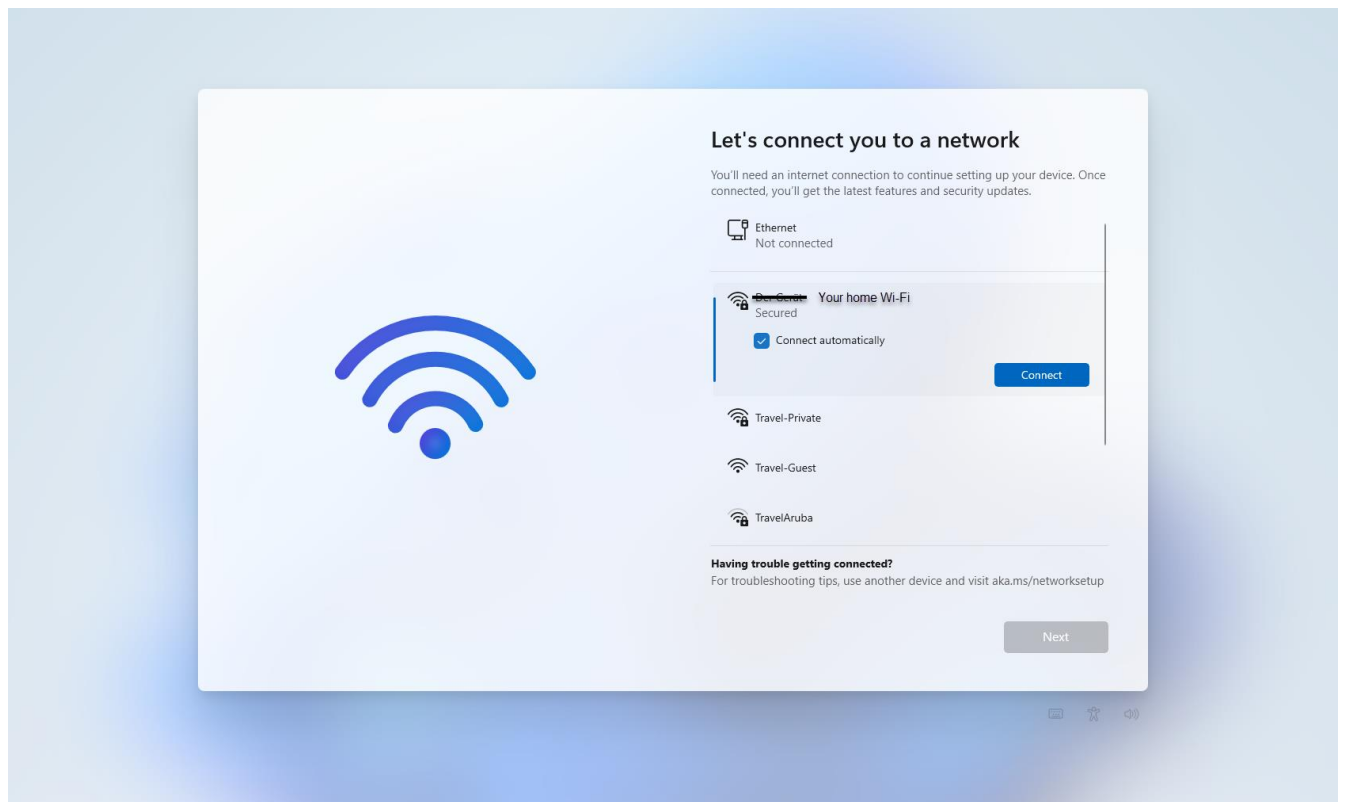 Let's connect you to a network
You'll need an internet connection to continue setting up your device. Once
connected, you'll get the latest features and security updates.
Ethernet
Not connected
Your home Wi-Fi
Secured
Connect automatically
Connect
Travel-Private
Travel-Guest
TravelAruba
Having trouble getting connected?
For troubleshooting tips, use another device and visit aka.ms/networksetup
Next